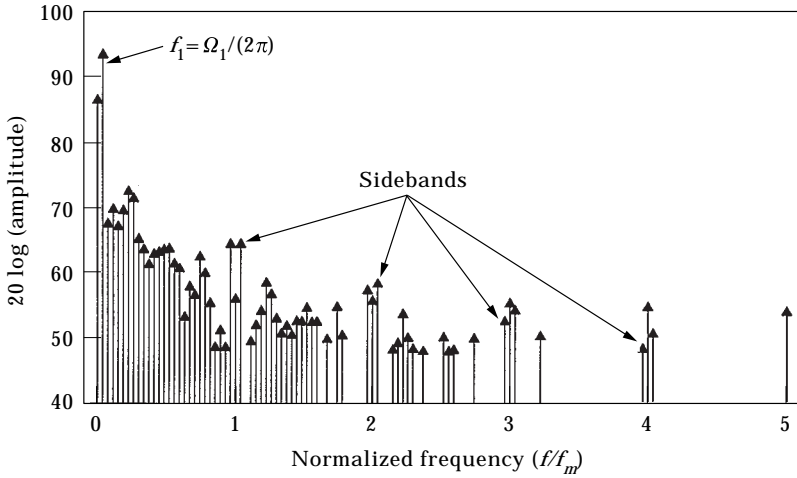 100
90
80
70
60
50
40
20 log (amplitude)
f₁ = Ω₁/(2π)
Sidebands
0 1 2 3 4 5
Normalized frequency (f/fₘ)